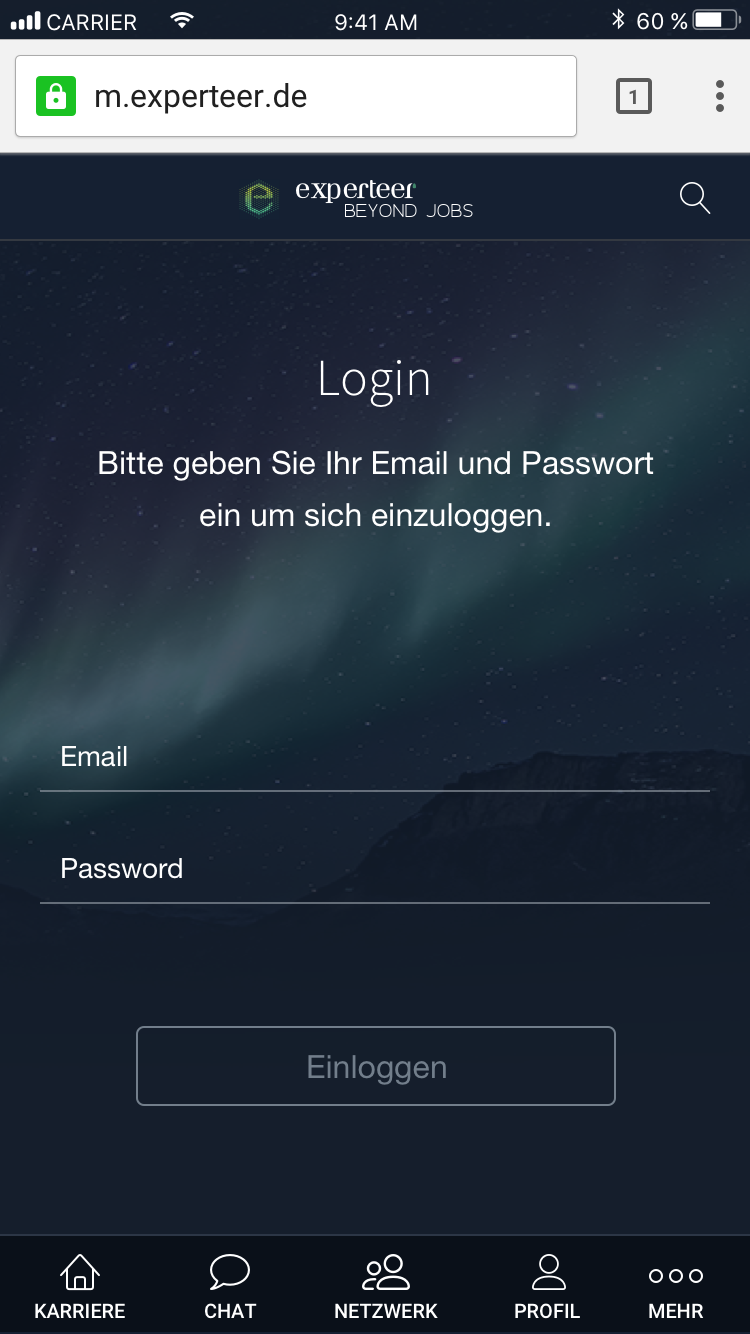 CARRIER 9:41 AM 60 %
m.experteer.de 1
experteer
BEYOND JOBS
Login
Bitte geben Sie Ihr Email und Passwort
ein um sich einzuloggen.
Email
Password
Einloggen
KARRIERE CHAT NETZWERK PROFIL MEHR